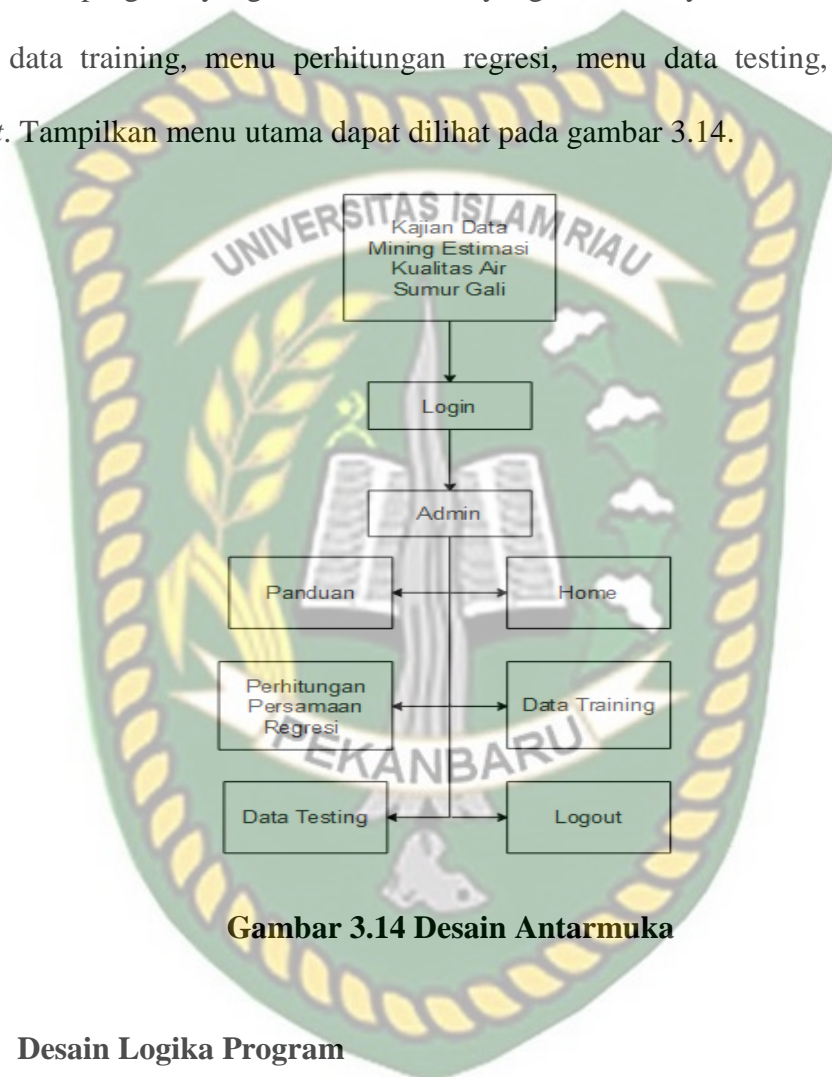 data training, menu perhitungan regresi, menu data testing,
Tampilkan menu utama dapat dilihat pada gambar 3.14.
UNIVERSITAS ISLAM RIAU
Kajian Data
Mining Estimasi
Kualitas Air
Sumur Gali
Login
Admin
Panduan
Home
Perhitungan
Persamaan
Regresi
Data Training
PEKANBARU
Data Testing
Logout
Gambar 3.14 Desain Antarmuka
Desain Logika Program